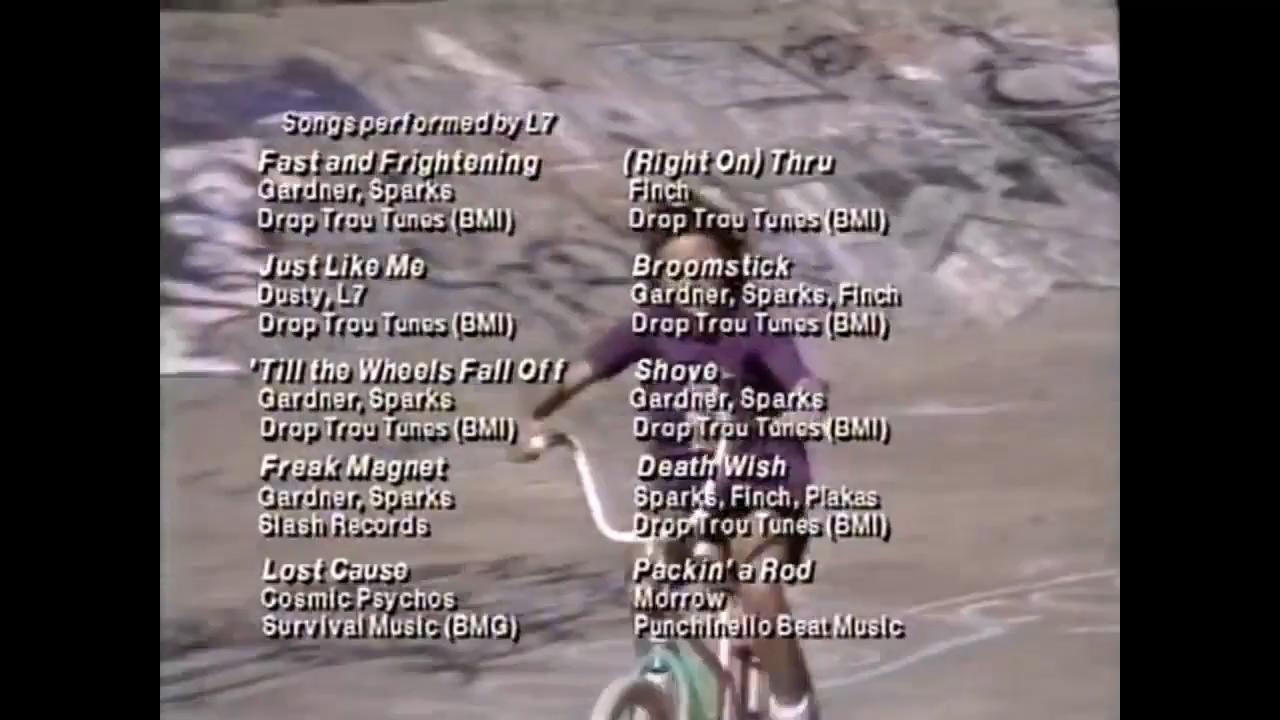 Songs performed by L7
Fast and Frightening
Gardner, Sparks
Drop Trou Tunes (BMI)
Just Like Me
Dusty, L7
Drop Trou Tunes (BMI)
'Till the Wheels Fall Off
Gardner, Sparks
Drop Trou Tunes (BMI)
Freak Magnet
Gardner, Sparks
Slash Records
Lost Cause
Cosmic Psychos
Survival Music (BMG)
(Right On) Thru
Finch
Drop Trou Tunes (BMI)
Broomstick
Gardner, Sparks, Finch
Drop Trou Tunes (BMI)
Shove
Gardner, Sparks
Drop Trou Tunes (BMI)
Death Wish
Sparks, Finch, Plakas
Drop Trou Tunes (BMI)
Packin' a Rod
Morrow
Punchinello Beat Music